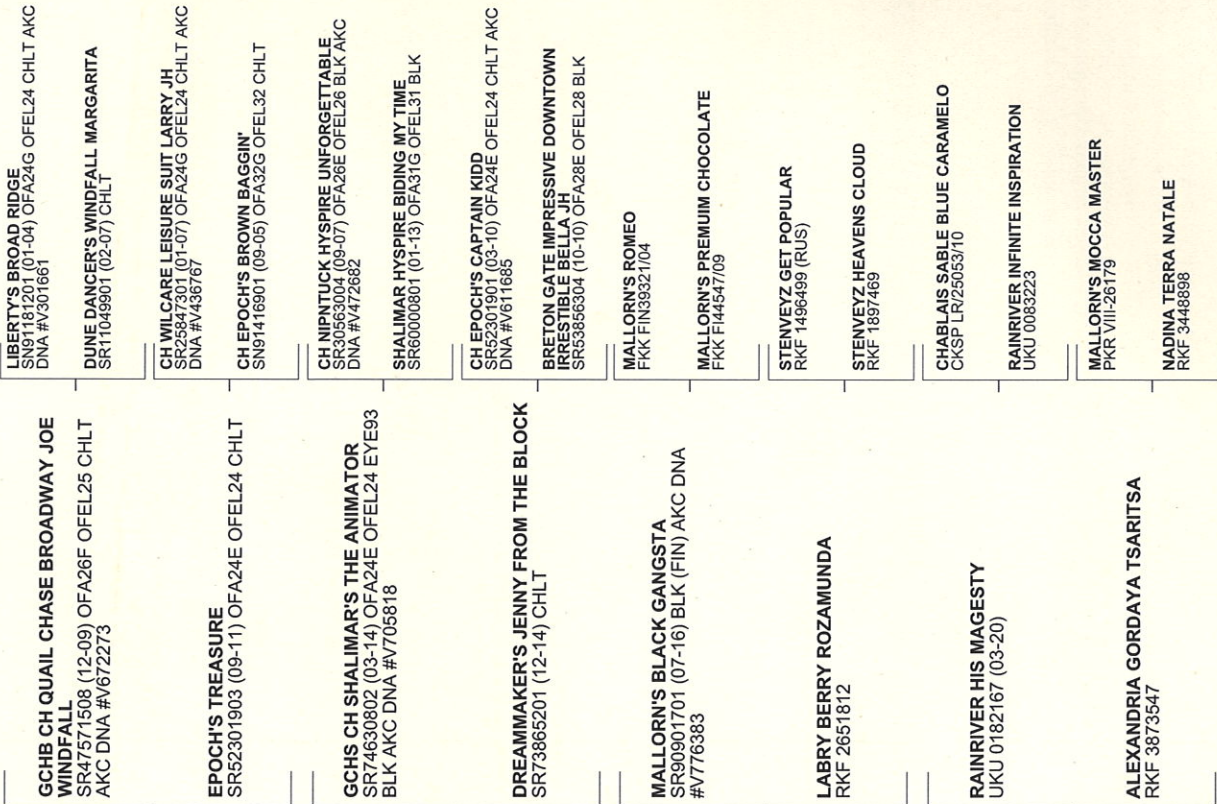 GCHB CH QUAIL CHASE BROADWAY JOE
WINDFALL
SR47571508 (12-09) OFA26F OFEL25 CHLT
AKC DNA #V672273
EPOCH'S TREASURE
SR52301903 (09-11) OFA24E OFEL24 CHLT
GCHS CH SHALIMAR'S THE ANIMATOR
SR74630802 (03-14) OFA24E OFEL24 EYE93
BLK AKC DNA #V705818
DREAMMAKER'S JENNY FROM THE BLOCK
SR73865201 (12-14) CHLT
MALLORN'S BLACK GANGSTA
SR90901701 (07-16) BLK (FIN) AKC DNA
#V776383
LABRY BERRY ROZAMUNDA
RKF 2651812
RAINRIVER HIS MAGESTY
UKU 0182167 (03-20)
ALEXANDRIA GORDAYA TSARITSA
RKF 3873547
LIBERTY'S BROAD RIDGE
SN91181201 (01-04) OFA24G OFEL24 CHLT AKC
DNA #V301661
DUNE DANCER'S WINDFALL MARGARITA
SR11049901 (02-07) CHLT
CH WILCARE LEISURE SUIT LARRY JH
SR25847301 (01-07) OFA24G OFEL24 CHLT AKC
DNA #V436767
CH EPOCH'S BROWN BAGGIN'
SN91416901 (09-05) OFA32G OFEL32 CHLT
CH NIPNTUCK HYSPIRE UNFORGETTABLE
SR30563004 (09-07) OFA26E OFEL26 BLK AKC
DNA #V472682
SHALIMAR HYSPIRE BIDING MY TIME
SR60000801 (01-13) OFA31G OFEL31 BLK
CH EPOCH'S CAPTAIN KIDD
SR52301901 (03-10) OFA24E OFEL24 CHLT AKC
DNA #V611685
BRETON GATE IMPRESSIVE DOWNTOWN
IRRESTIBLE BELLA JH
SR53856304 (10-10) OFA28E OFEL28 BLK
MALLORN'S ROMEO
FKK FIN39321/04
MALLORN'S PREMUIM CHOCOLATE
FKK FI44547/09
STENVEYZ GET POPULAR
RKF 1496499 (RUS)
STENVEYZ HEAVENS CLOUD
RKF 1897469
CHABLAIS SABLE BLUE CARAMELO
CKSP LR/25053/10
RAINRIVER INFINITE INSPIRATION
UKU 0083223
MALLORN'S MOCCA MASTER
PKR VIII-26179
NADINA TERRA NATALE
RKF 3448898